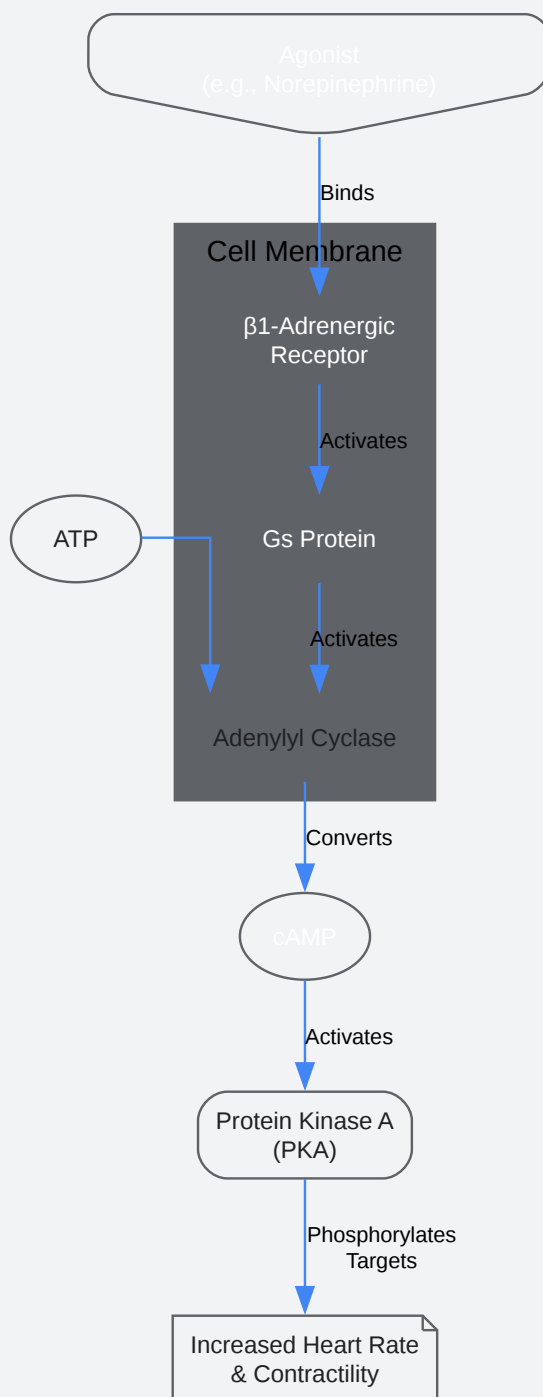 Agonist
(e.g., Norepinephrine)
Binds
Cell Membrane
β1-Adrenergic
Receptor
Activates
ATP
Gs Protein
Activates
Adenylyl Cyclase
Converts
cAMP
Activates
Protein Kinase A
(PKA)
Phosphorylates
Targets
Increased Heart Rate
& Contractility